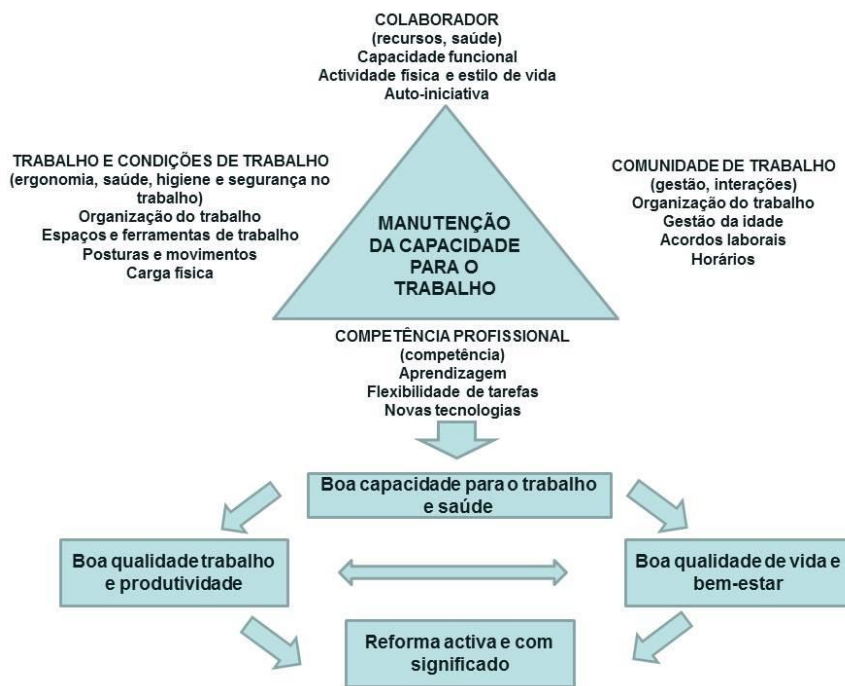 COLABORADOR
(recursos, saúde)
Capacidade funcional
Actividade física e estilo de vida
Auto-iniciativa
TRABALHO E CONDIÇÕES DE TRABALHO
(ergonomia, saúde, higiene e segurança no
trabalho)
Organização do trabalho
Espaços e ferramentas de trabalho
Posturas e movimentos
Carga física
MANUTENÇÃO
DA CAPACIDADE
PARA O
TRABALHO
COMUNIDADE DE TRABALHO
(gestão, interações)
Organização do trabalho
Gestão da idade
Acordos laborais
Horários
COMPETÊNCIA PROFISSIONAL
(competência)
Aprendizagem
Flexibilidade de tarefas
Novas tecnologias
Boa capacidade para o trabalho
e saúde
Boa qualidade trabalho
e produtividade
Boa qualidade de vida e
bem-estar
Reforma activa e com
significado